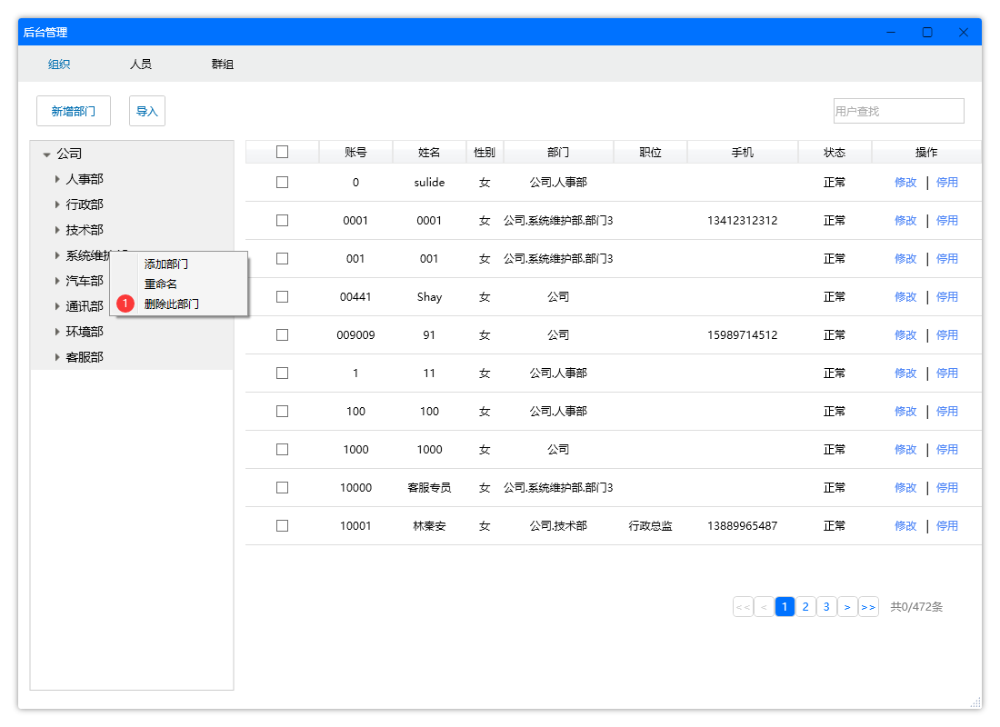 后台管理
组织 人员 群组
新增部门 导入 用户查找
公司
人事部
行政部
技术部
系统维护部
汽车部
通讯部
环境部
客服部
添加部门
重命名
1 删除此部门
账号 姓名 性别 部门 职位 手机 状态 操作
0 sulide 女 公司.人事部 正常 修改 | 停用
0001 0001 女 公司.系统维护部.部门3 13412312312 正常 修改 | 停用
001 001 女 公司.系统维护部.部门3 正常 修改 | 停用
00441 Shay 女 公司 正常 修改 | 停用
009009 91 女 公司 15989714512 正常 修改 | 停用
1 11 女 公司.人事部 正常 修改 | 停用
100 100 女 公司.人事部 正常 修改 | 停用
1000 1000 女 公司 正常 修改 | 停用
10000 客服专员 女 公司.系统维护部.部门3 正常 修改 | 停用
10001 林秦安 女 公司.技术部 行政总监 13889965487 正常 修改 | 停用
<< < 1 2 3 > >> 共0/472条